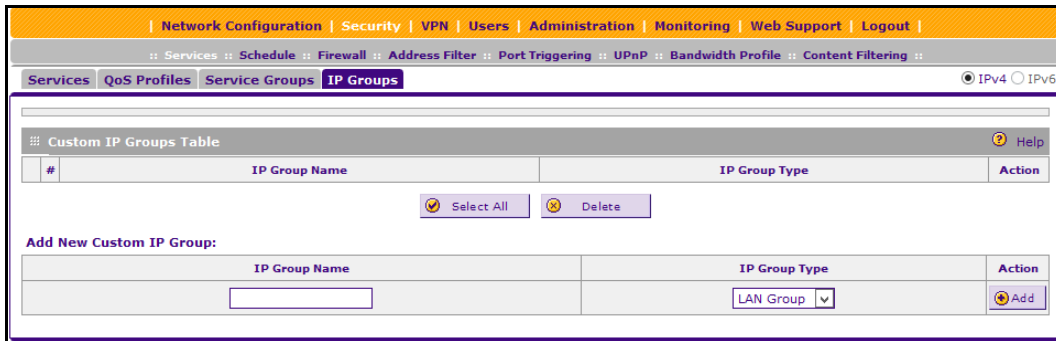 | Network Configuration | Security | VPN | Users | Administration | Monitoring | Web Support | Logout |
:: Services :: Schedule :: Firewall :: Address Filter :: Port Triggering :: UPnP :: Bandwidth Profile :: Content Filtering ::
Services QoS Profiles Service Groups IP Groups IPv4 IPv6
Custom IP Groups Table ? Help
# IP Group Name IP Group Type Action
Select All Delete
Add New Custom IP Group:
IP Group Name IP Group Type Action
LAN Group Add